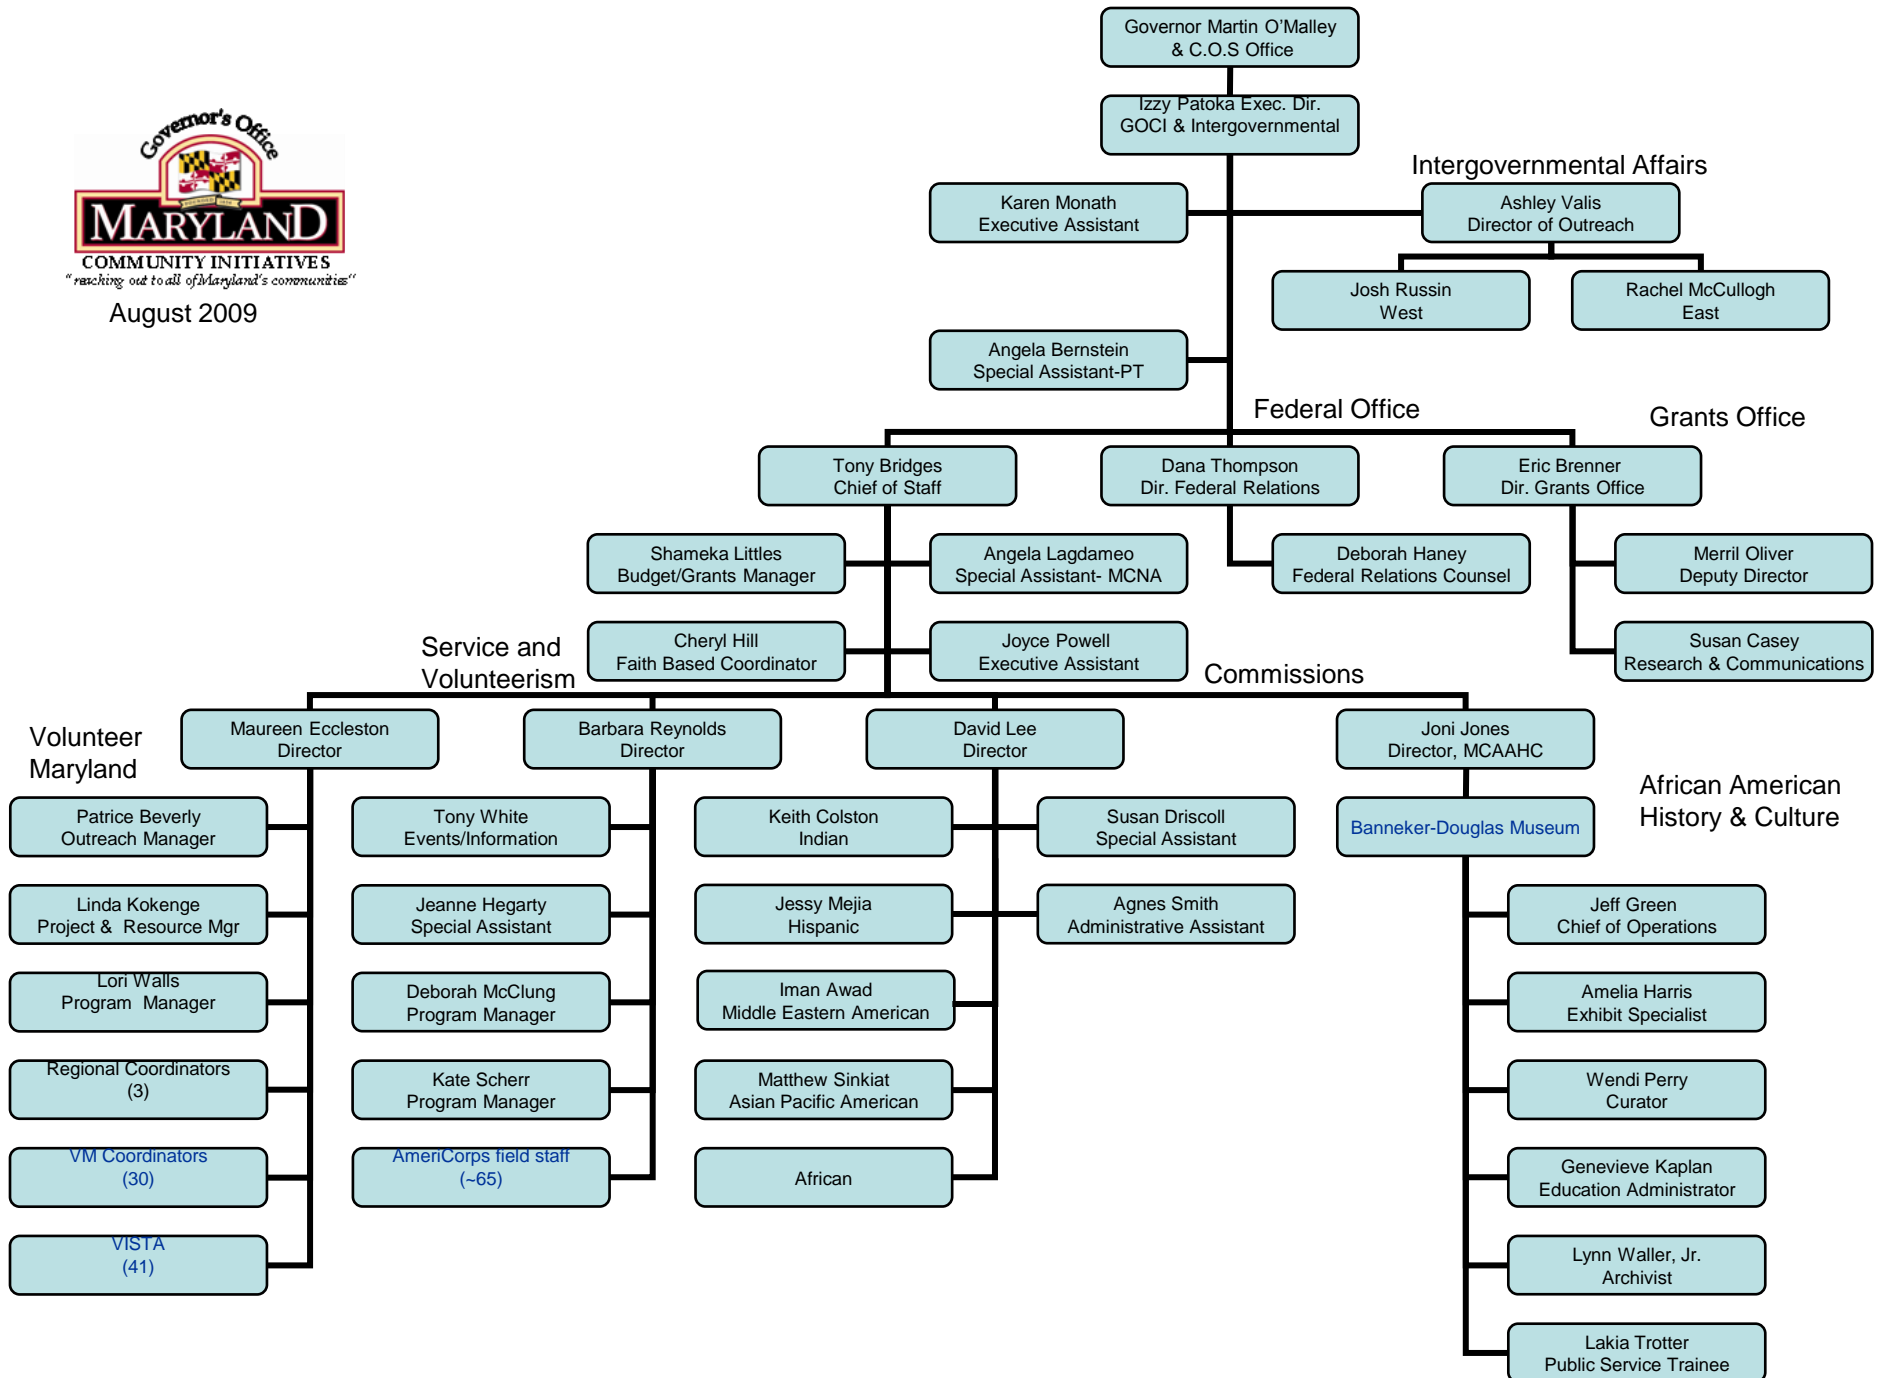 Governor Martin O’Malley
& C.O.S Office
Izzy Patoka Exec. Dir.
GOCI & Intergovernmental
Governor's Office
MARYLAND
COMMUNITY INITIATIVES
“reaching out to all of Maryland's communities“
August 2009
Intergovernmental Affairs
Karen Monath
Executive Assistant
Ashley Valis
Director of Outreach
Josh Russin
West
Rachel McCullogh
East
Angela Bernstein
Special Assistant-PT
Federal Office
Grants Office
Tony Bridges
Chief of Staff
Dana Thompson
Dir. Federal Relations
Eric Brenner
Dir. Grants Office
Shameka Littles
Budget/Grants Manager
Angela Lagdameo
Special Assistant- MCNA
Deborah Haney
Federal Relations Counsel
Merril Oliver
Deputy Director
Cheryl Hill
Faith Based Coordinator
Joyce Powell
Executive Assistant
Susan Casey
Research & Communications
Service and
Volunteerism
Commissions
Volunteer
Maryland
Maureen Eccleston
Director
Barbara Reynolds
Director
David Lee
Director
Joni Jones
Director, MCAAHC
African American
History & Culture
Patrice Beverly
Outreach Manager
Linda Kokenge
Project &  Resource Mgr
Lori Walls
Program  Manager
Regional Coordinators
(3)
VM Coordinators
(30)
VISTA
(41)
Tony White
Events/Information
Jeanne Hegarty
Special Assistant
Deborah McClung
Program Manager
Kate Scherr
Program Manager
AmeriCorps field staff
(~65)
Keith Colston
Indian
Susan Driscoll
Special Assistant
Jessy Mejia
Hispanic
Agnes Smith
Administrative Assistant
Iman Awad
Middle Eastern American
Matthew Sinkiat
Asian Pacific American
African
Banneker-Douglas Museum
Jeff Green
Chief of Operations
Amelia Harris
Exhibit Specialist
Wendi Perry
Curator
Genevieve Kaplan
Education Administrator
Lynn Waller, Jr.
Archivist
Lakia Trotter
Public Service Trainee